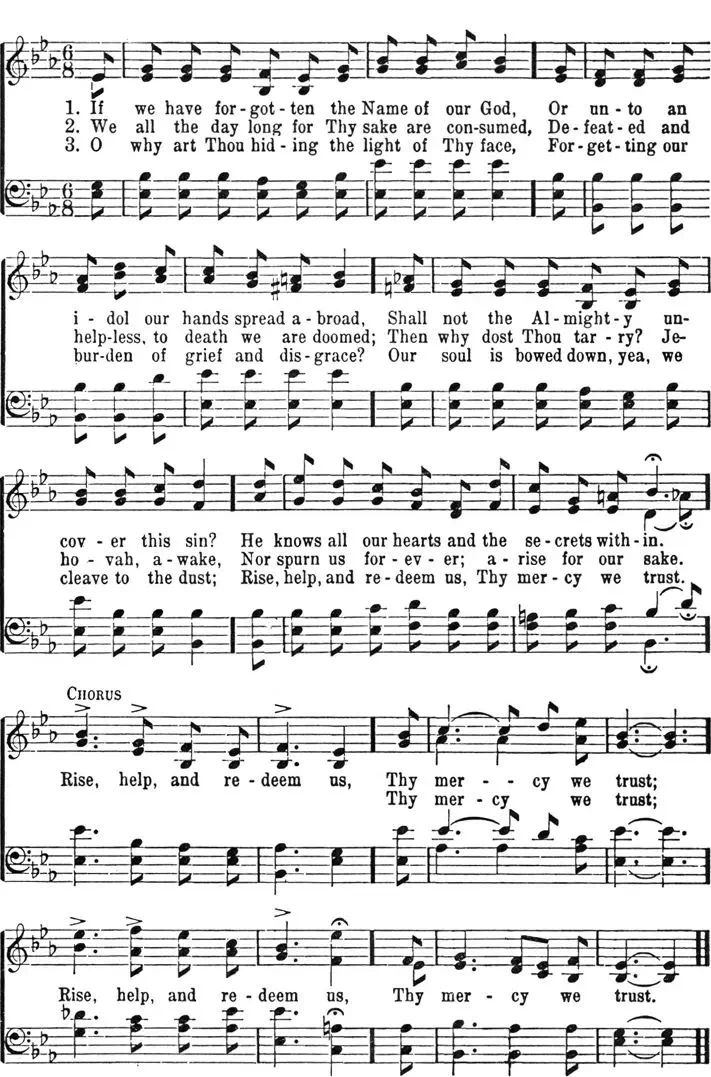 1. If we have for-got-ten the Name of our God, Or un-to an
2. We all the day long for Thy sake are con-sumed, De-feat-ed and
3. O why art Thou hid-ing the light of Thy face, For-get-ting our
i-dol our hands spread a-broad, Shall not the Al-might-y un-
help-less, to death we are doomed; Then why dost Thou tar-ry? Je-
bur-den of grief and dis-grace? Our soul is bowed down, yea, we
cov-er this sin? He knows all our hearts and the se-crets with-in.
ho-vah, a-wake, Nor spurn us for-ev-er; a-rise for our sake.
cleave to the dust; Rise, help, and re-deem us, Thy mer-cy we trust.
CHORUS
Rise, help, and re-deem us, Thy mer--cy we trust;
Thy mer-cy we trust;
Rise, help, and re-deem us, Thy mer-cy we trust.